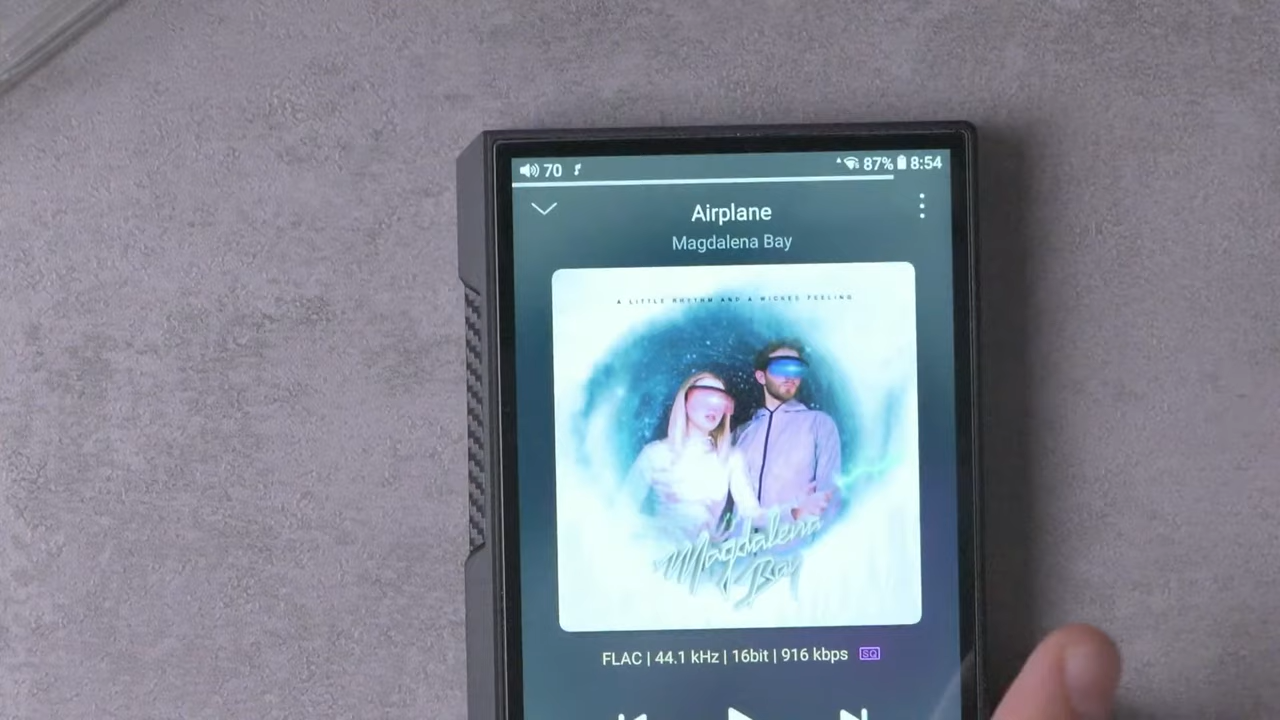 70 87% 8:54
Airplane
Magdalena Bay
A LITTLE RHYTHM AND A WICKED FEELING
Magdalena
Bay
FLAC | 44.1 kHz | 16bit | 916 kbps SQ